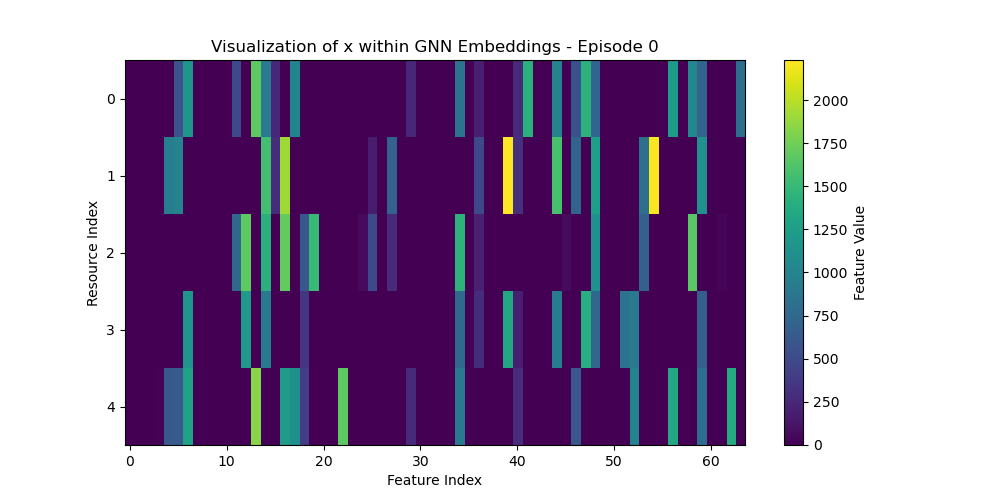 Visualization of x within GNN Embeddings - Episode 0
Resource Index
0
1
2
3
4
0 10 20 30 40 50 60
Feature Index
2000
1750
1500
1250
1000
750
500
250
0
Feature Value